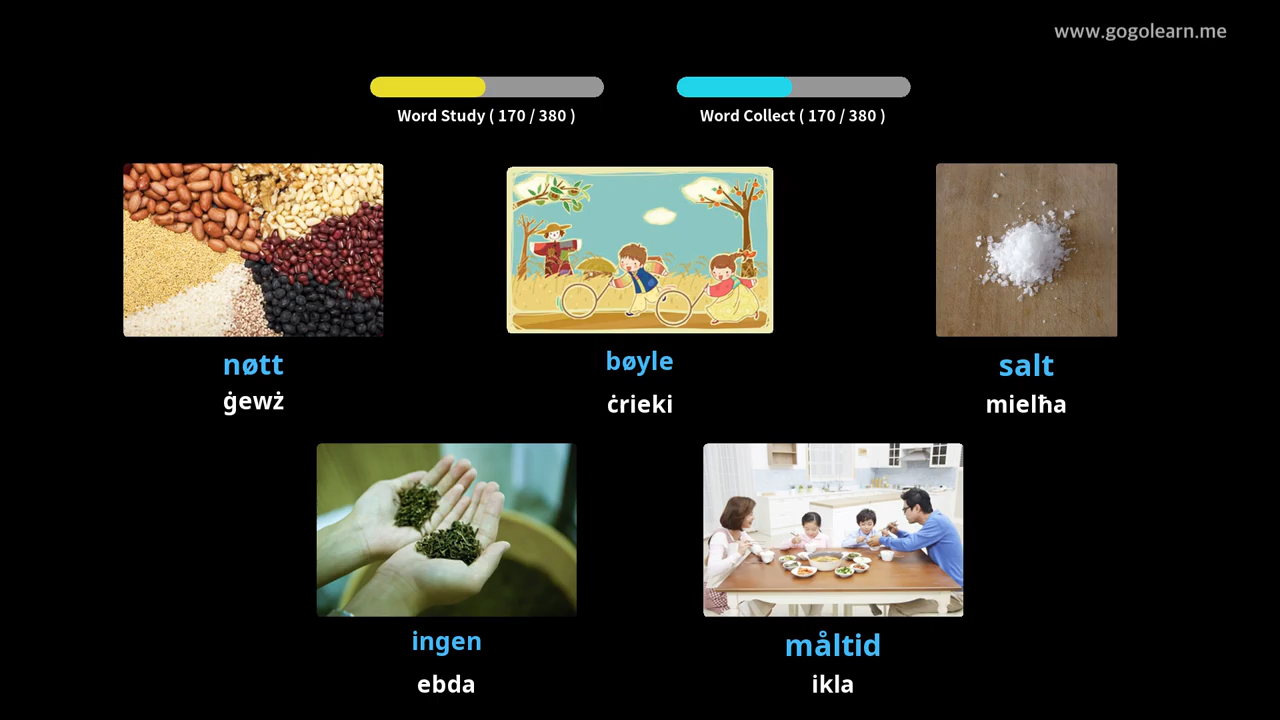 www.gogolearn.me
Word Study ( 170 / 380 )
Word Collect ( 170 / 380 )
nøtt
ġewż
bøyle
ċrieki
salt
mielħa
ingen
ebda
måltid
ikla